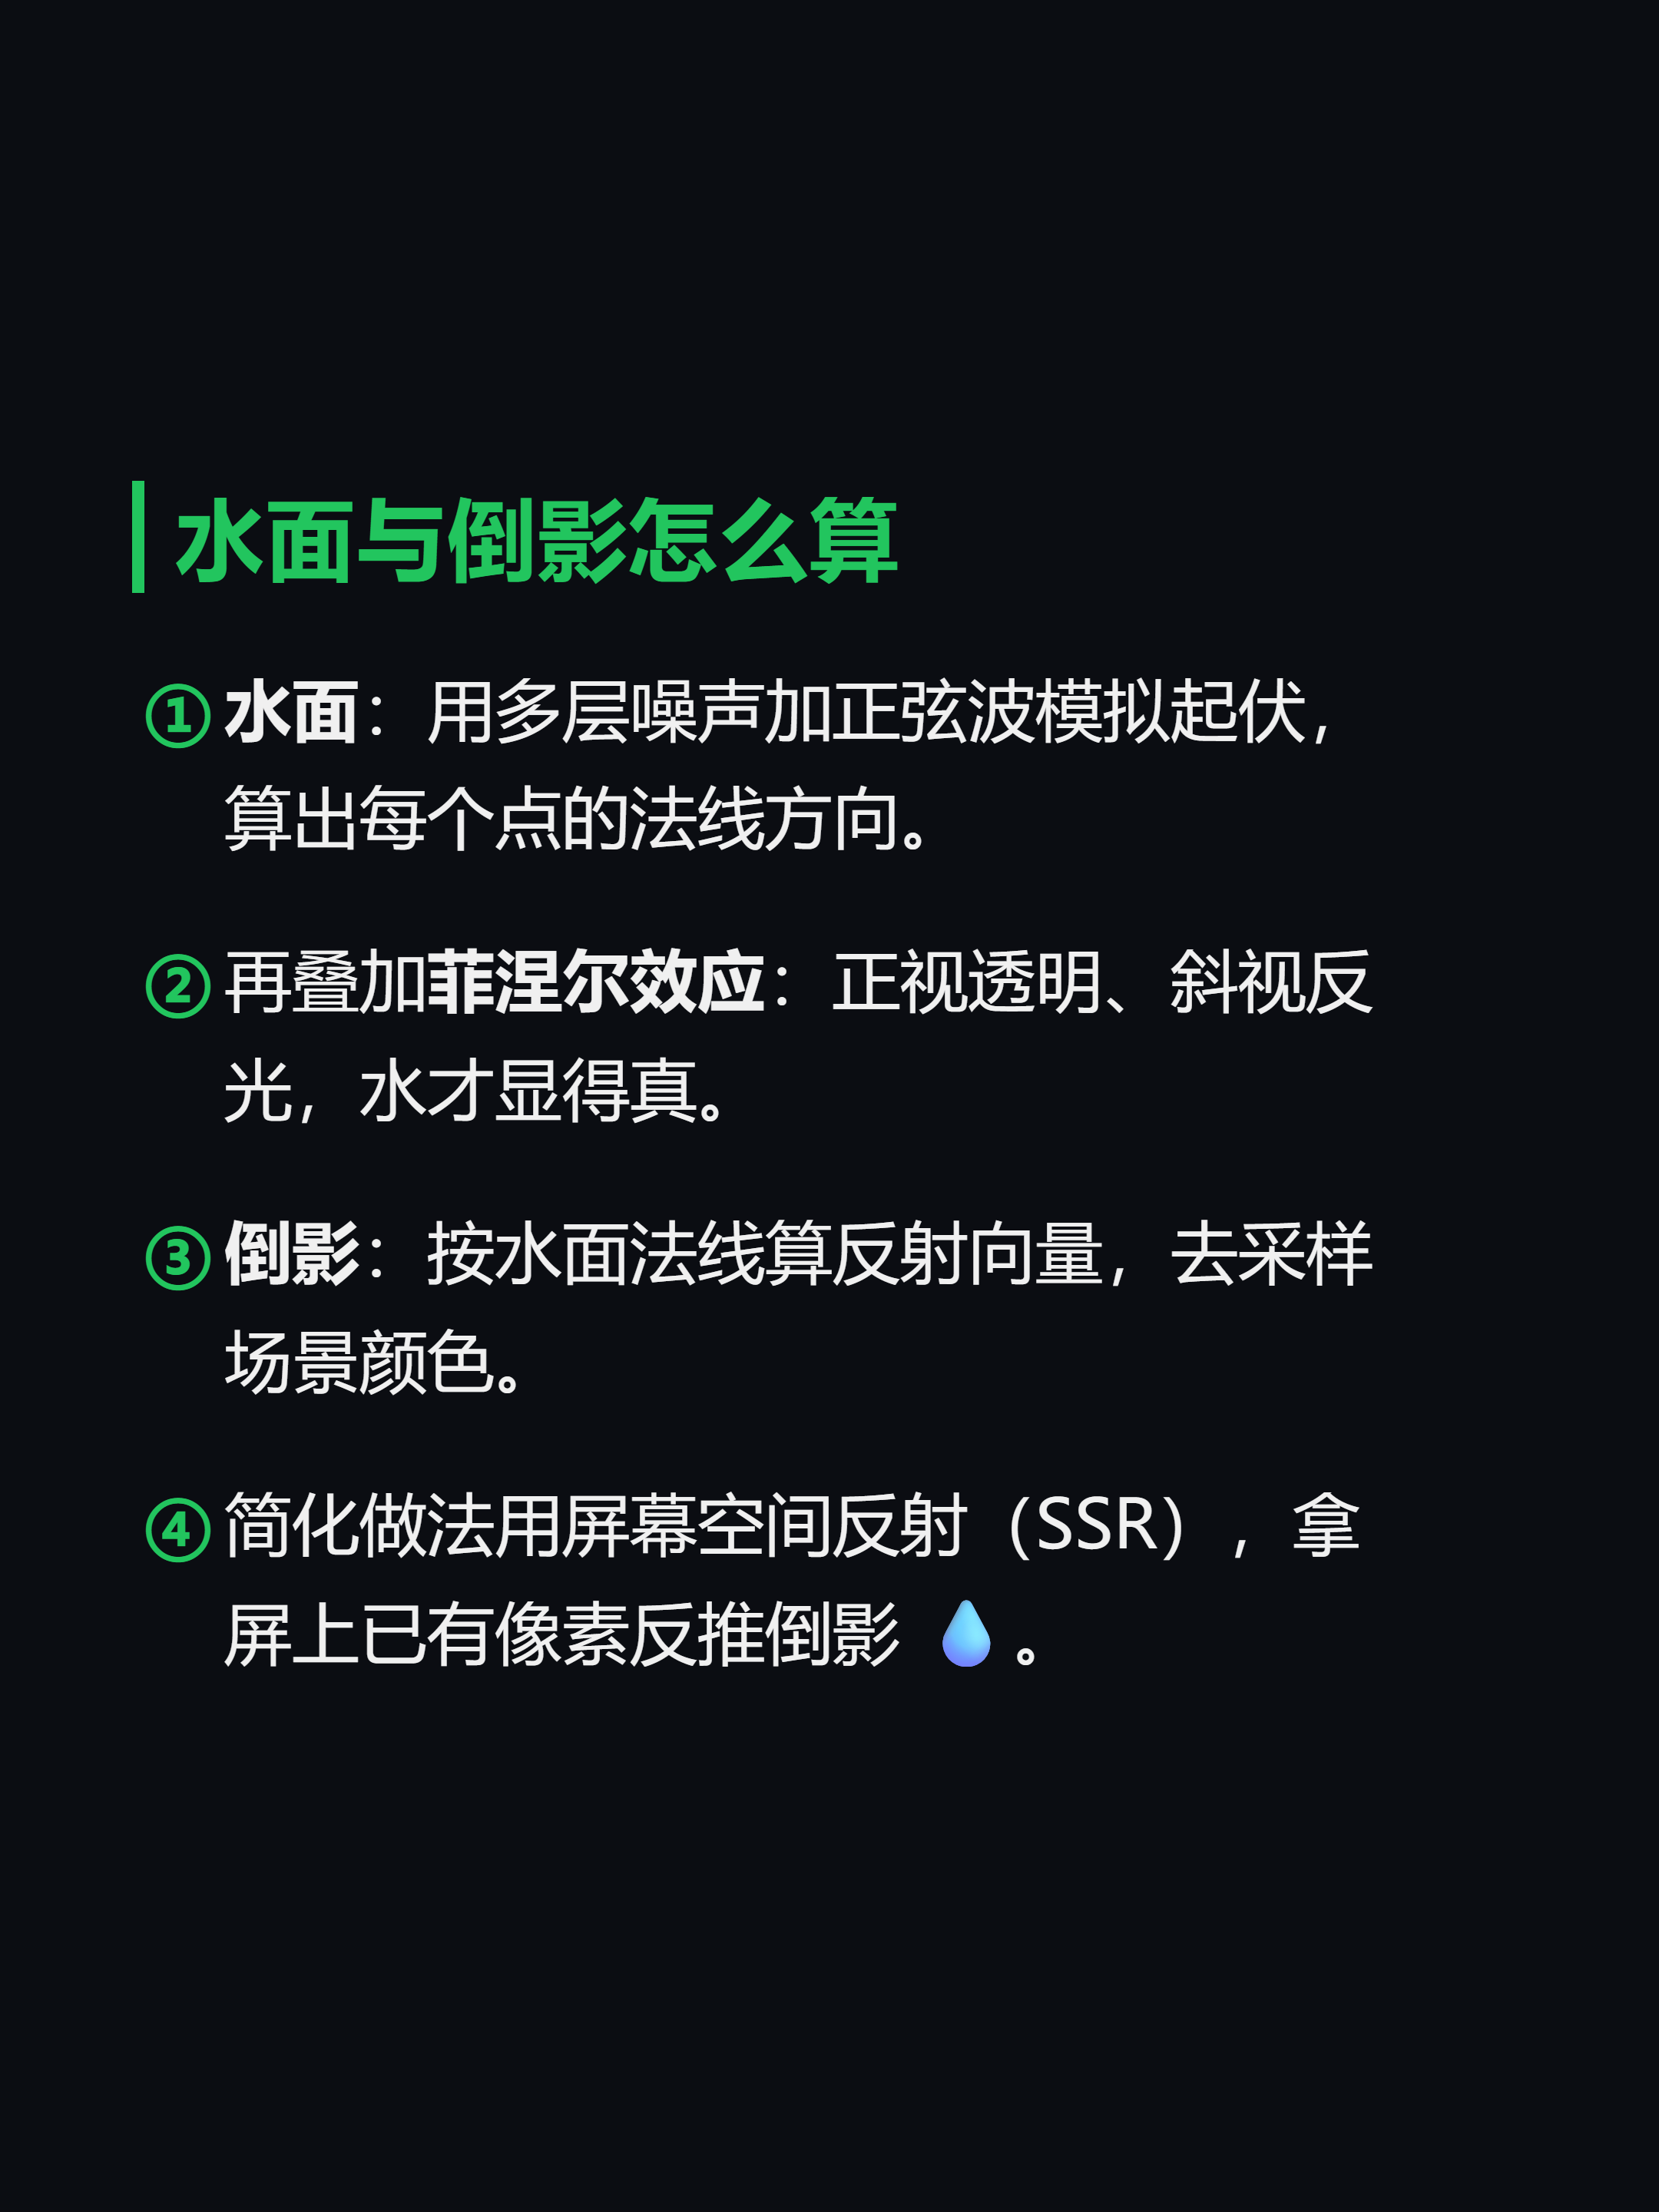 水面与倒影怎么算
① 水面：用多层噪声加正弦波模拟起伏，
算出每个点的法线方向。
② 再叠加菲涅尔效应：正视透明、斜视反
光，水才显得真。
③ 倒影：按水面法线算反射向量，去采样
场景颜色。
④ 简化做法用屏幕空间反射（SSR），拿
屏上已有像素反推倒影 💧。